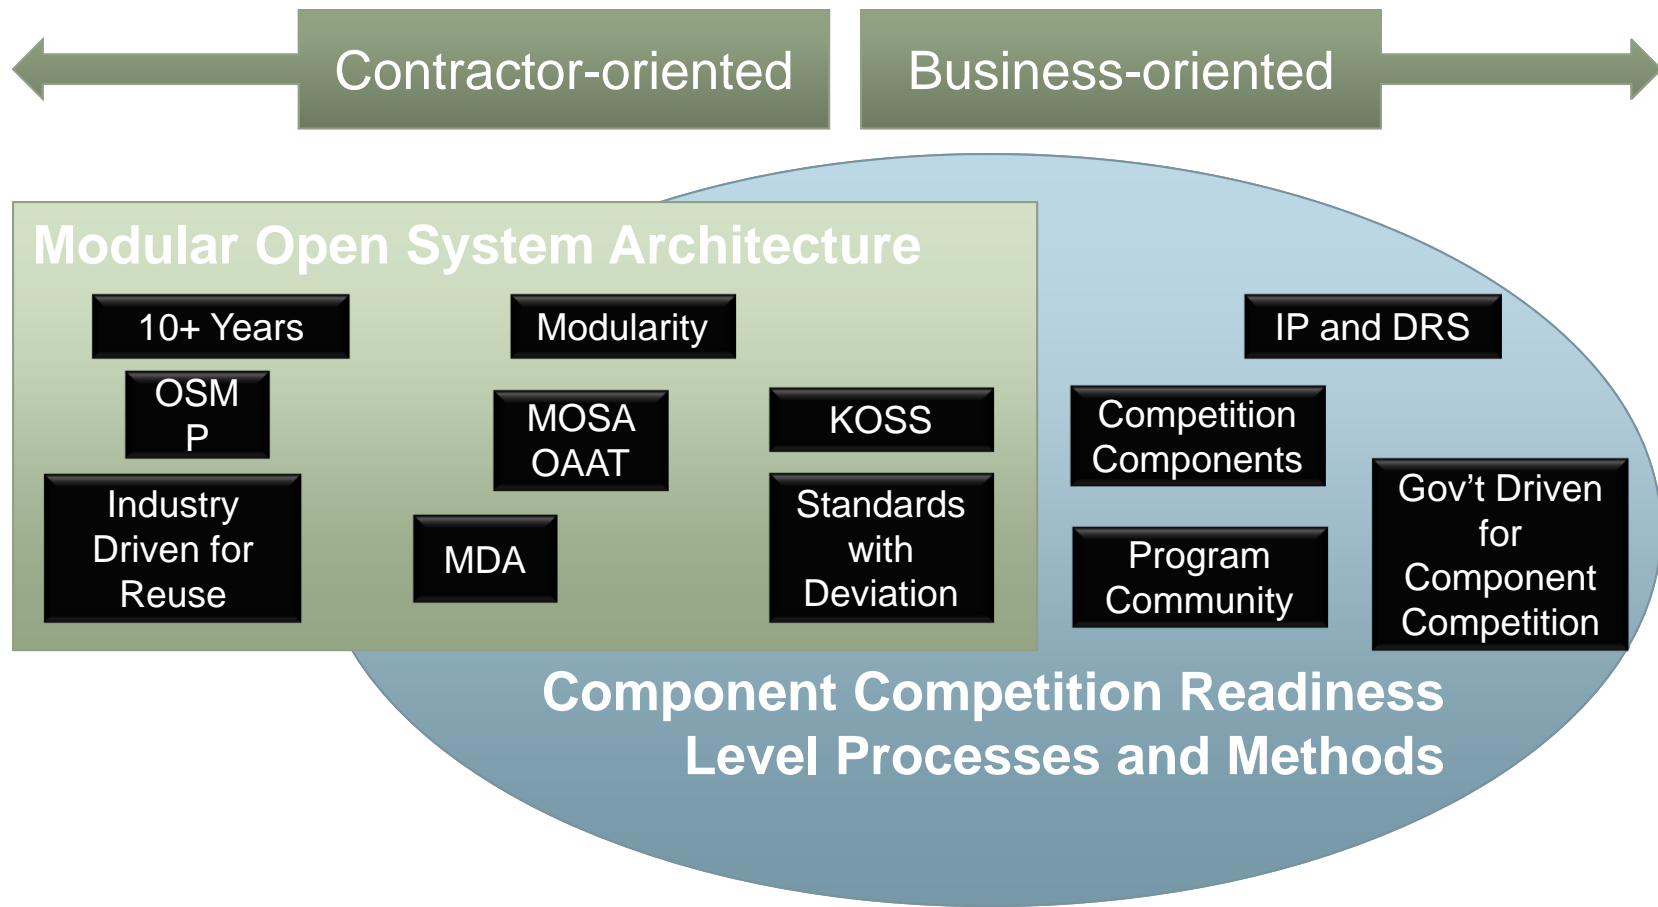 Contractor-oriented
Business-oriented
Modular Open System Architecture
10+ Years
Modularity
IP and DRS
OSM
P
MOSA
OAAT
KOSS
Competition
Components
Industry
Driven for
Reuse
MDA
Standards
with
Deviation
Program
Community
Gov’t Driven
for
Component
Competition
Component Competition Readiness
Level Processes and Methods